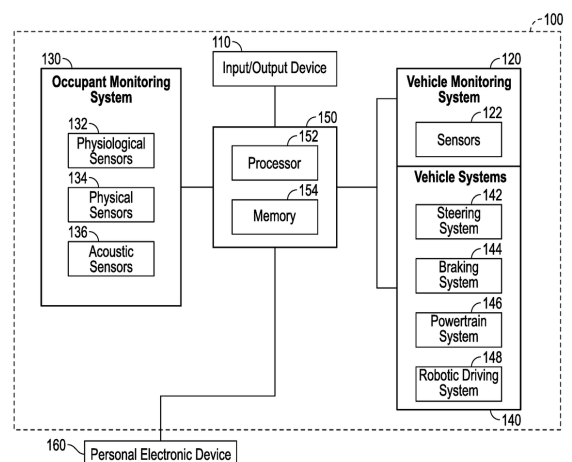 100
110
Input/Output Device
130
Occupant Monitoring
System
132
Physiological
Sensors
134
Physical
Sensors
136
Acoustic
Sensors
150
152
Processor
154
Memory
120
Vehicle Monitoring
System
122
Sensors
Vehicle Systems
142
Steering
System
144
Braking
System
146
Powertrain
System
148
Robotic Driving
System
140
160
Personal Electronic Device